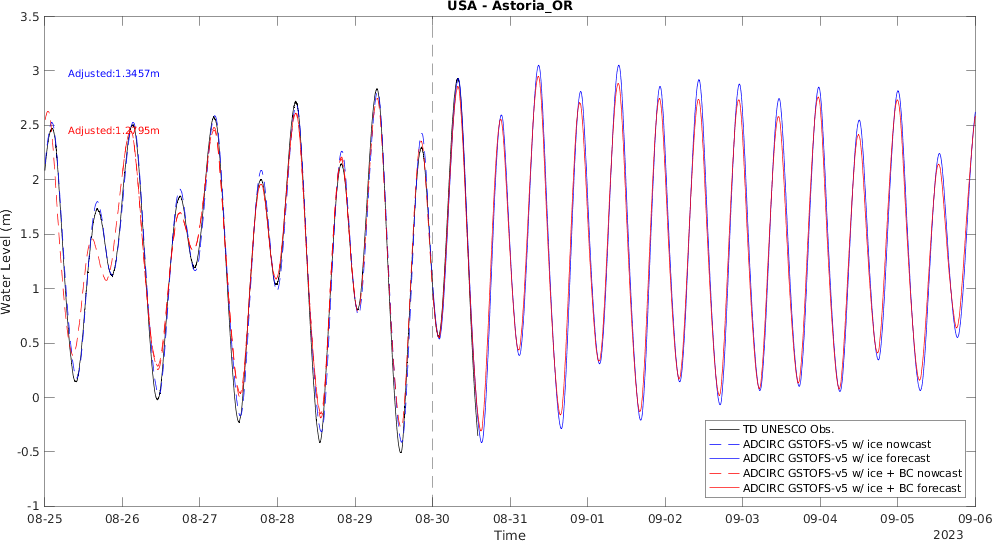 USA - Astoria_OR
3.5
3
2.5
2
1.5
1
0.5
0
-0.5
-1
Water Level (m)
Adjusted:1.3457m
Adjusted:1.2795m
TD UNESCO Obs.
ADCIRC GSTOFS-v5 w/ ice nowcast
ADCIRC GSTOFS-v5 w/ ice forecast
ADCIRC GSTOFS-v5 w/ ice + BC nowcast
ADCIRC GSTOFS-v5 w/ ice + BC forecast
08-25 08-26 08-27 08-28 08-29 08-30 08-31 09-01 09-02 09-03 09-04 09-05 09-06
Time
2023